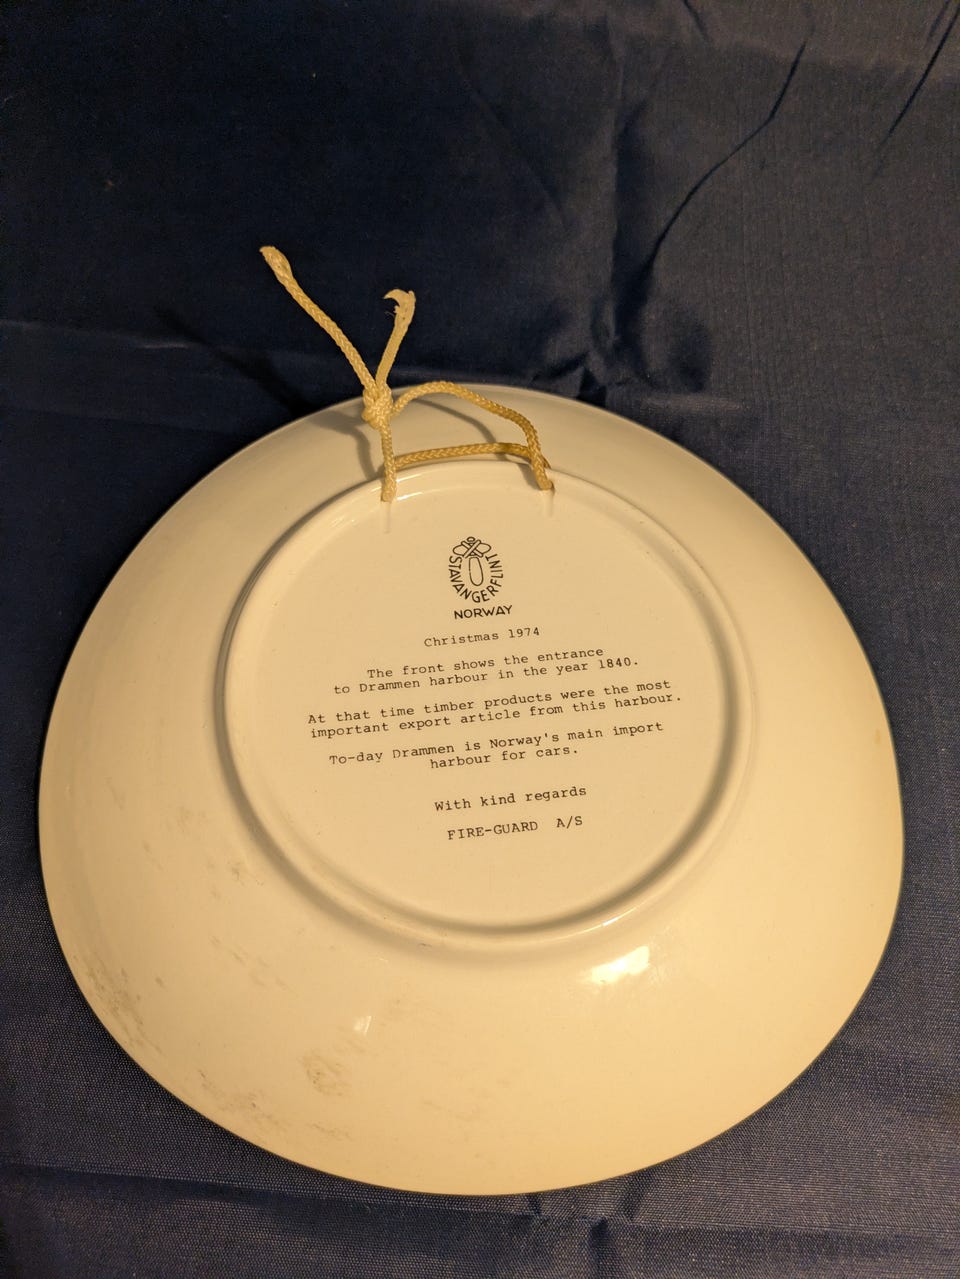 STAVANGERFLINT
NORWAY
Christmas 1974
The front shows the entrance
to Drammen harbour in the year 1840.
At that time timber products were the most
important export article from this harbour.
To-day Drammen is Norway's main import
harbour for cars.
With kind regards
FIRE-GUARD A/S